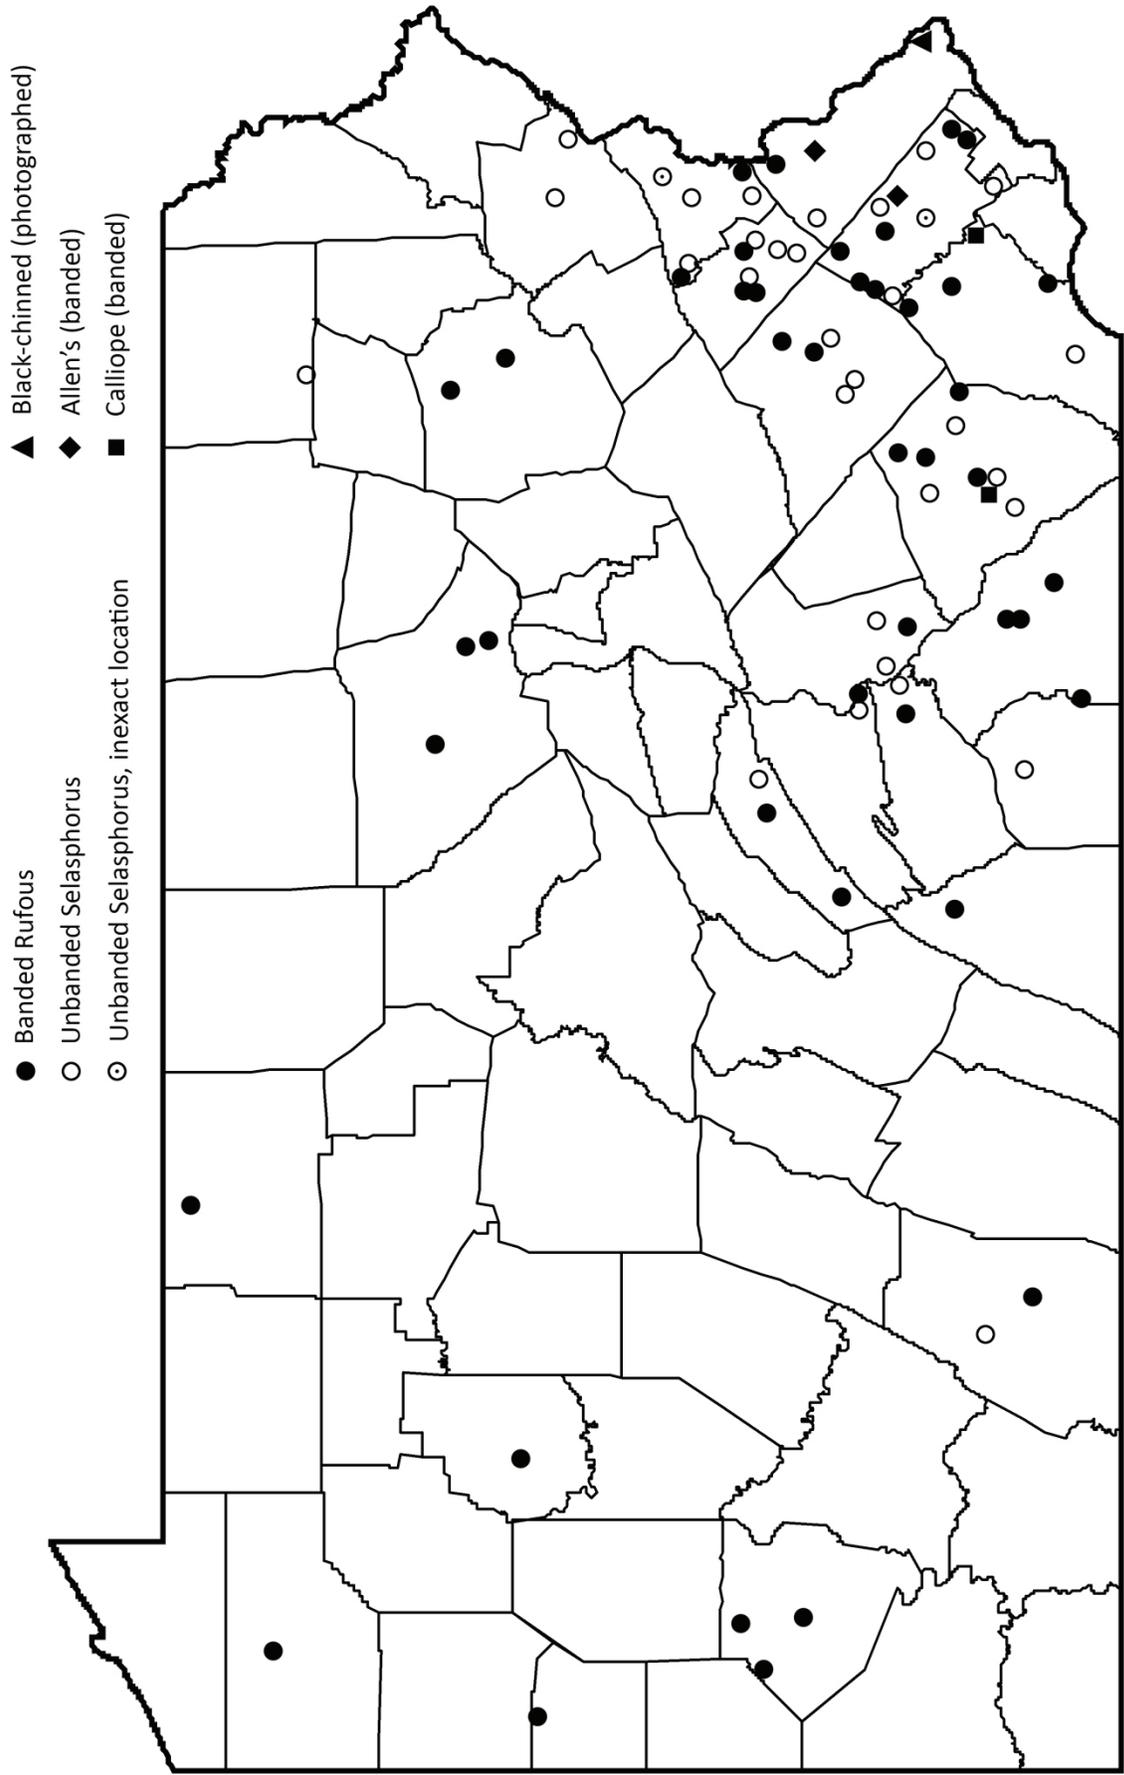 ● Banded Rufous
○ Unbanded Selasphorus
⊙ Unbanded Selasphorus, inexact location
▲ Black-chinned (photographed)
◆ Allen's (banded)
■ Calliope (banded)